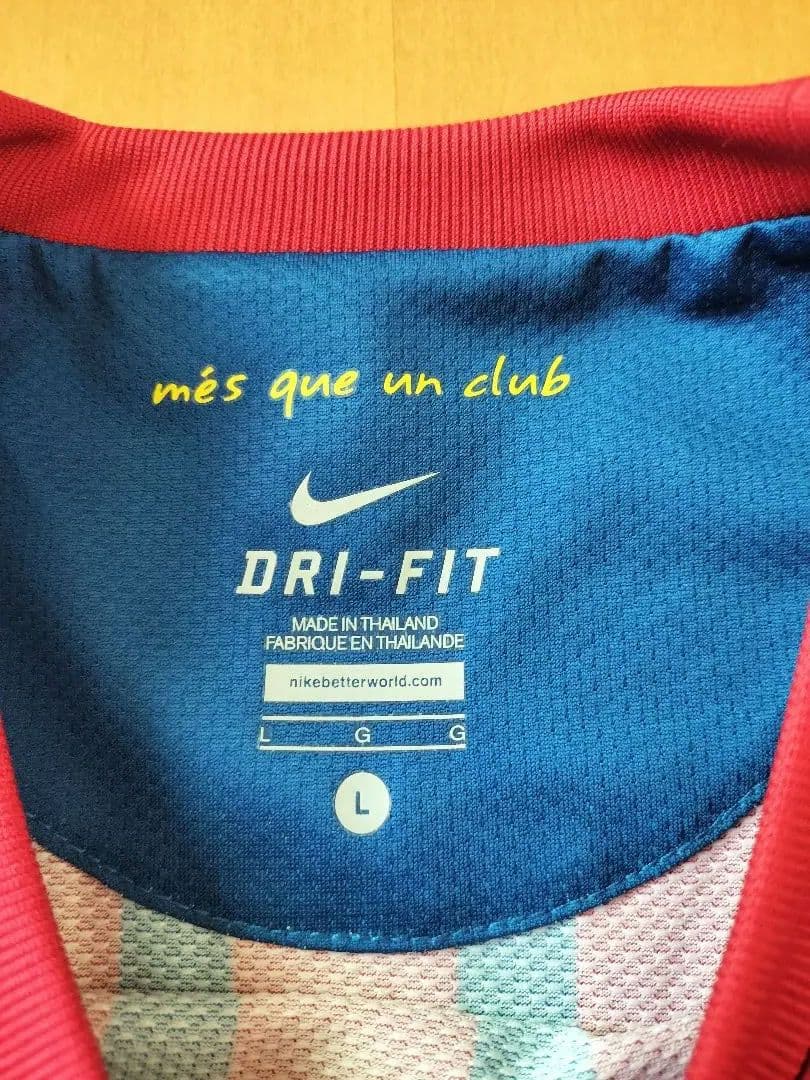 més que un club
DRI-FIT
MADE IN THAILAND
FABRIQUE EN THAILANDE
nikebetterworld.com
L G G
L